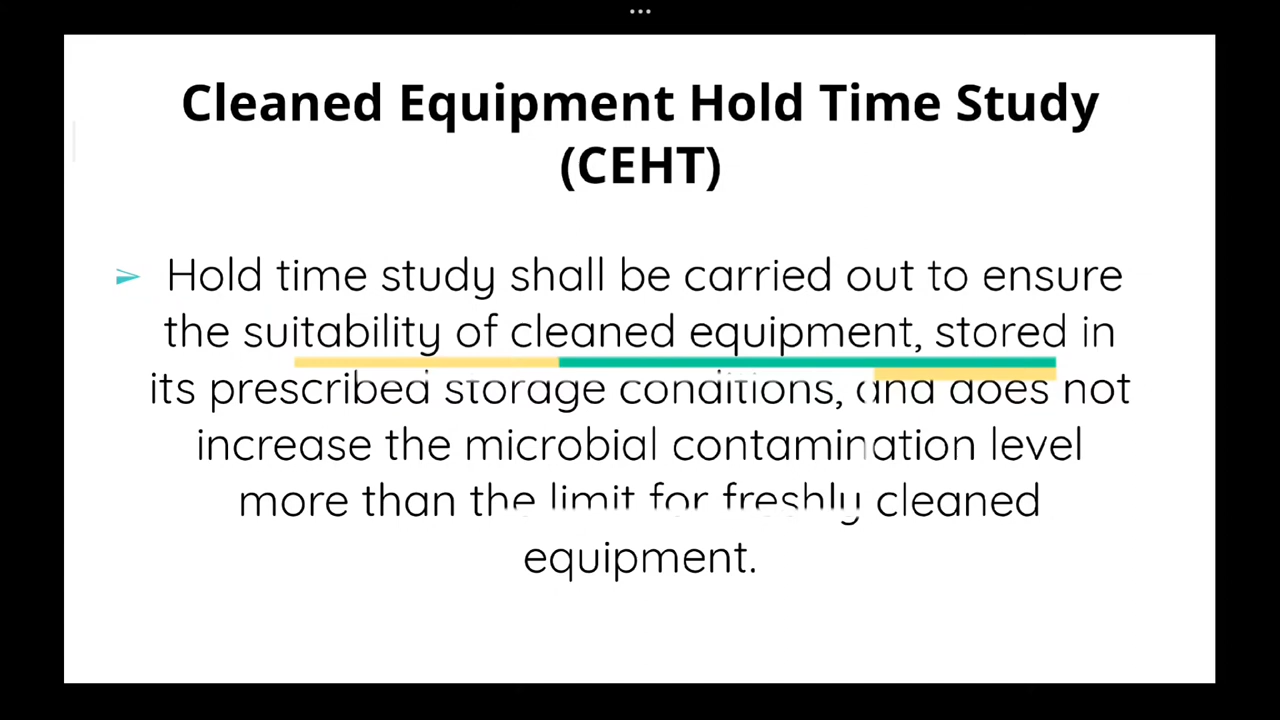 Cleaned Equipment Hold Time Study
(CEHT)
Hold time study shall be carried out to ensure
the suitability of cleaned equipment, stored in
its prescribed storage conditions, and does not
increase the microbial contamination level
more than the limit for freshly cleaned
equipment.